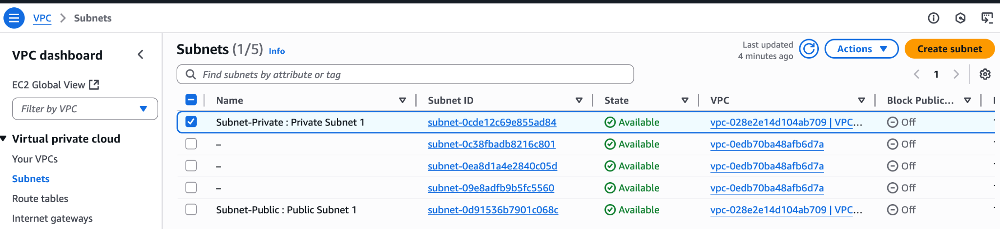 VPC > Subnets
VPC dashboard
EC2 Global View
Filter by VPC
Virtual private cloud
Your VPCs
Subnets
Route tables
Internet gateways
Subnets (1/5) Info
Last updated
4 minutes ago
Actions
Create subnet
Find subnets by attribute or tag
1
Name Subnet ID State VPC Block Public...
Subnet-Private : Private Subnet 1 subnet-0cde12c69e855ad84 Available vpc-028e2e14d104ab709 | VPC... Off
– subnet-0c38fbadb8216c801 Available vpc-0edb70ba48afb6d7a Off
– subnet-0ea8d1a4e2840c05d Available vpc-0edb70ba48afb6d7a Off
– subnet-09e8adfb9b5fc5560 Available vpc-0edb70ba48afb6d7a Off
Subnet-Public : Public Subnet 1 subnet-0d91536b7901c068c Available vpc-028e2e14d104ab709 | VPC... Off